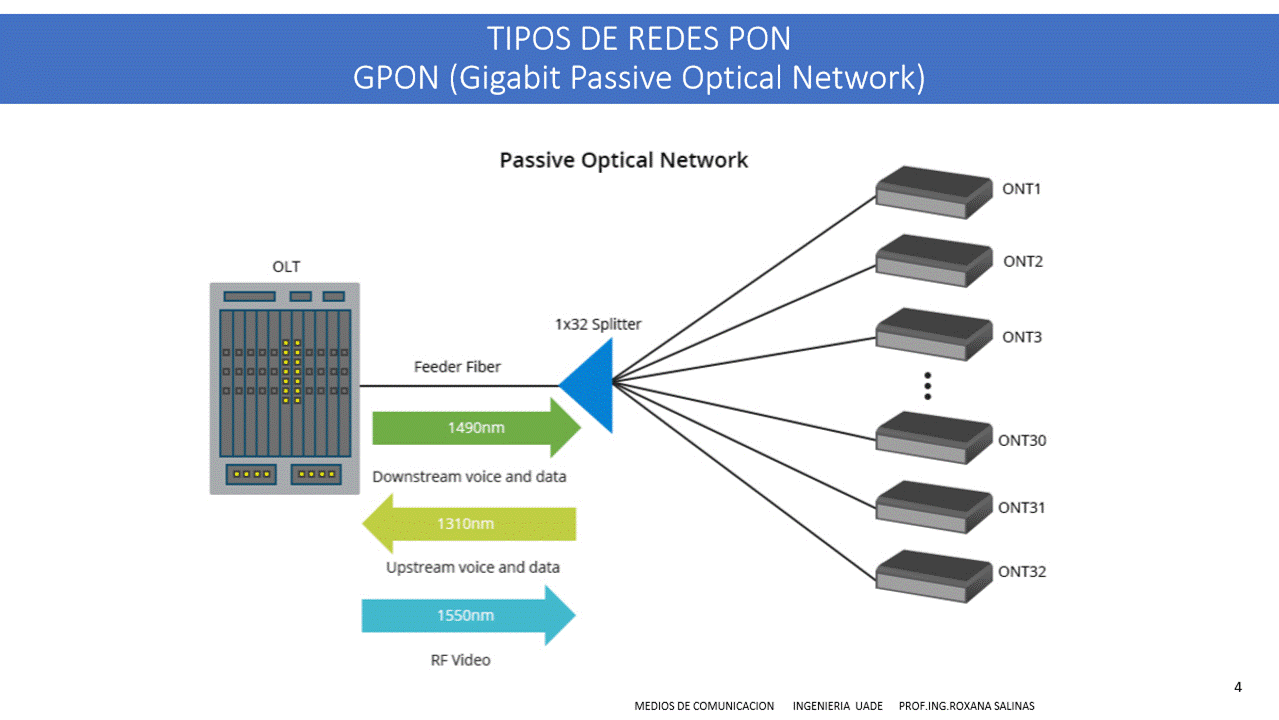 TIPOS DE REDES PON
GPON (Gigabit Passive Optical Network)
Passive Optical Network
OLT
1x32 Splitter
Feeder Fiber
1490nm
Downstream voice and data
1310nm
Upstream voice and data
1550nm
RF Video
ONT1
ONT2
ONT3
ONT30
ONT31
ONT32
4
MEDIOS DE COMUNICACION INGENIERIA UADE PROF.ING.ROXANA SALINAS